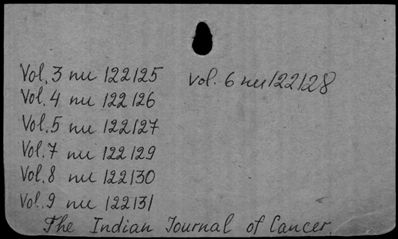 Vol. 3 nu 122125
vol. 6 nu 122128
Vol. 4 nu 122126
Vol. 5 nu 122127
Vol. 7 nu 122129
Vol. 8 nu 122130
Vol. 9 nu 122131
The Indian Journal of Cancer